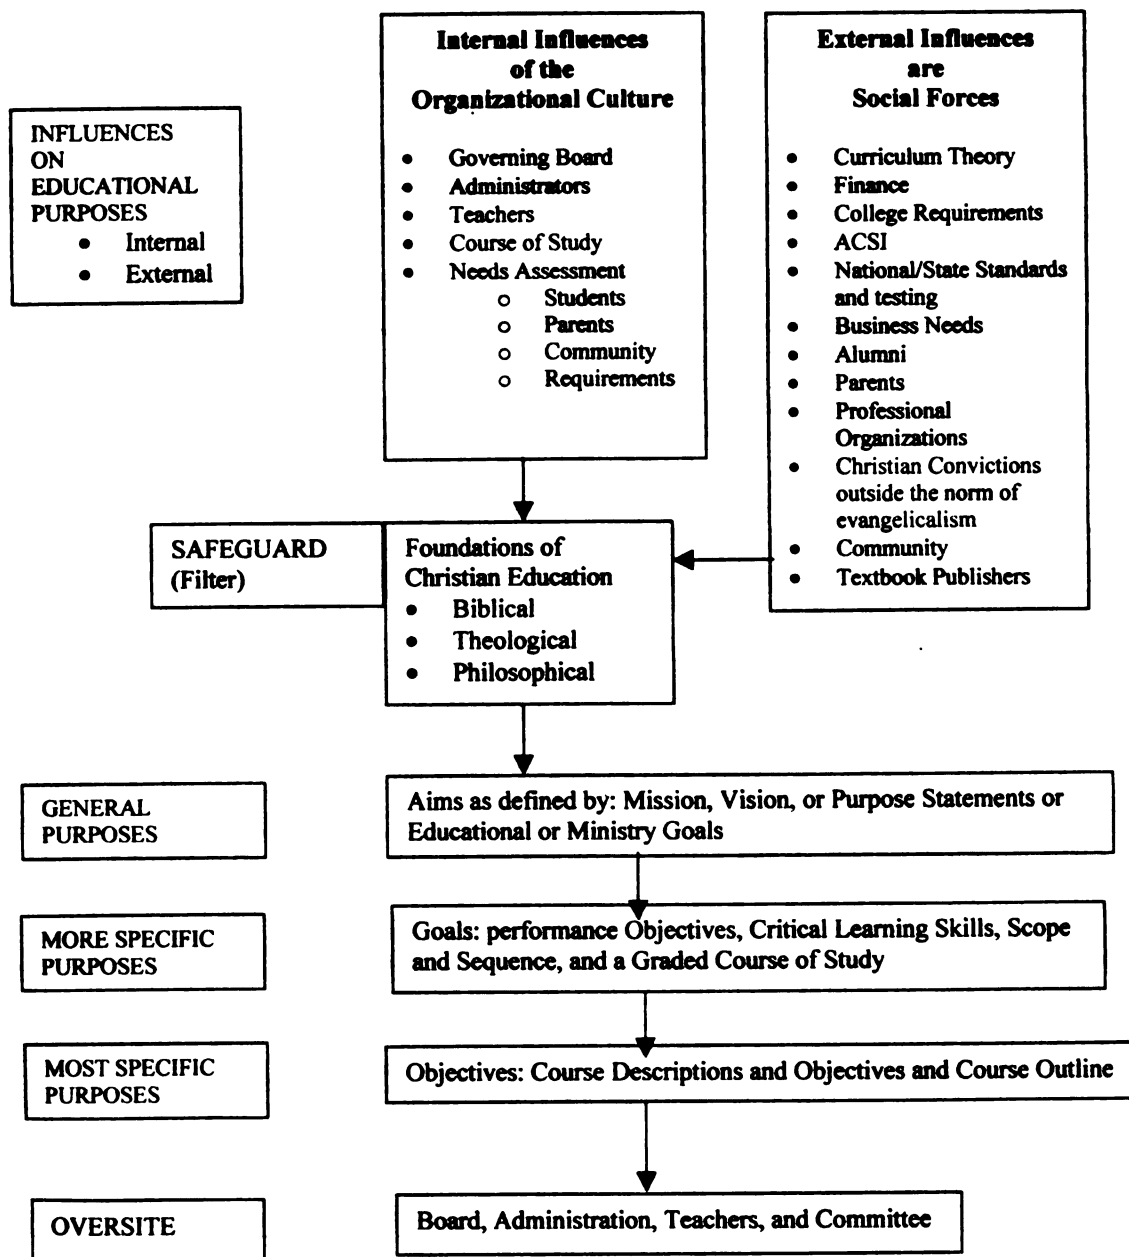 INFLUENCES
ON
EDUCATIONAL
PURPOSES
● Internal
● External
Internal Influences
of the
Organizational Culture
● Governing Board
● Administrators
● Teachers
● Course of Study
● Needs Assessment
o Students
o Parents
o Community
o Requirements
External Influences
are
Social Forces
● Curriculum Theory
● Finance
● College Requirements
● ACSI
● National/State Standards
and testing
● Business Needs
● Alumni
● Parents
● Professional
Organizations
● Christian Convictions
outside the norm of
evangelicalism
● Community
● Textbook Publishers
SAFEGUARD
(Filter)
Foundations of
Christian Education
● Biblical
● Theological
● Philosophical
GENERAL
PURPOSES
Aims as defined by: Mission, Vision, or Purpose Statements or
Educational or Ministry Goals
MORE SPECIFIC
PURPOSES
Goals: performance Objectives, Critical Learning Skills, Scope
and Sequence, and a Graded Course of Study
MOST SPECIFIC
PURPOSES
Objectives: Course Descriptions and Objectives and Course Outline
OVERSITE
Board, Administration, Teachers, and Committee